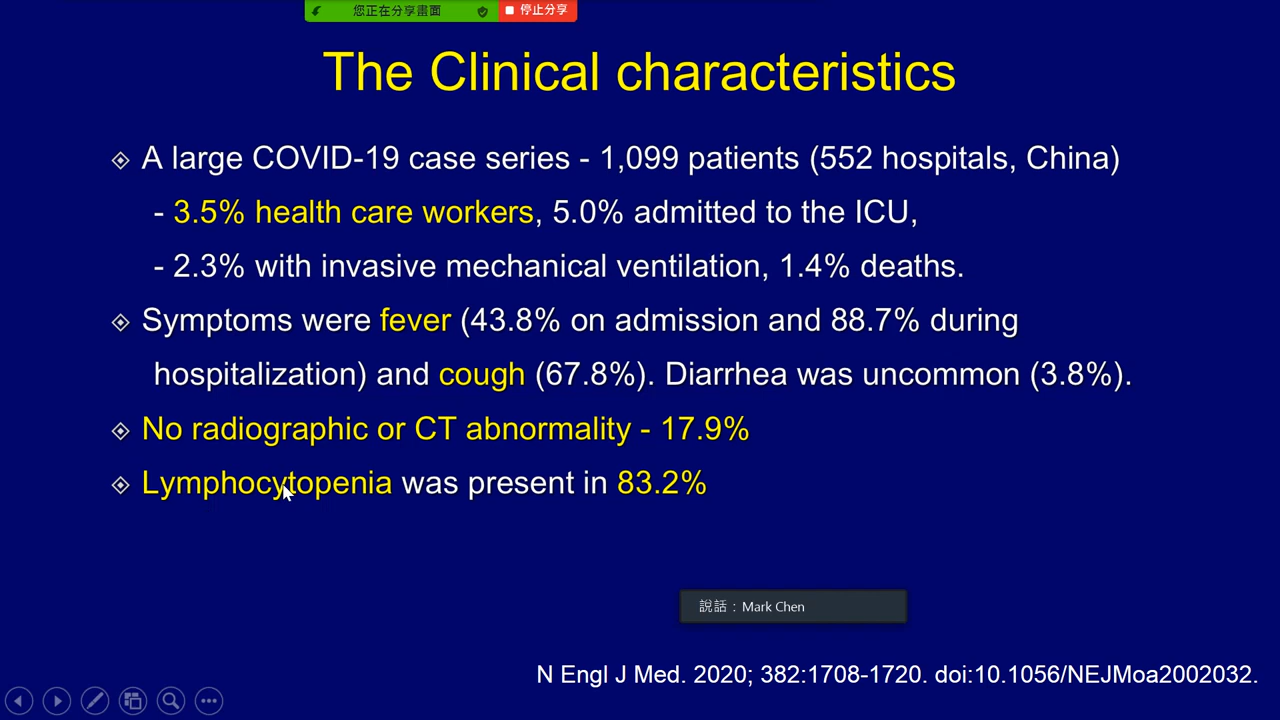 您正在分享畫面
停止分享
The Clinical characteristics
A large COVID-19 case series - 1,099 patients (552 hospitals, China)
- 3.5% health care workers, 5.0% admitted to the ICU,
- 2.3% with invasive mechanical ventilation, 1.4% deaths.
Symptoms were fever (43.8% on admission and 88.7% during
hospitalization) and cough (67.8%). Diarrhea was uncommon (3.8%).
No radiographic or CT abnormality - 17.9%
Lymphocytopenia was present in 83.2%
說話：Mark Chen
N Engl J Med. 2020; 382:1708-1720. doi:10.1056/NEJMoa2002032.